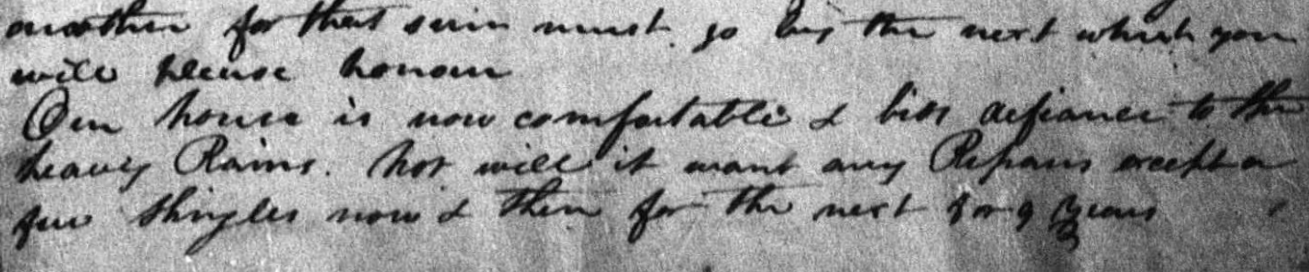 another for that sum must go by the next which you
will please honour
Our house is now comfortable & bids defiance to the
heavy Rains. Nor will it want any Repairs except a
few Shingles now & then for the next 8 or 9 Years